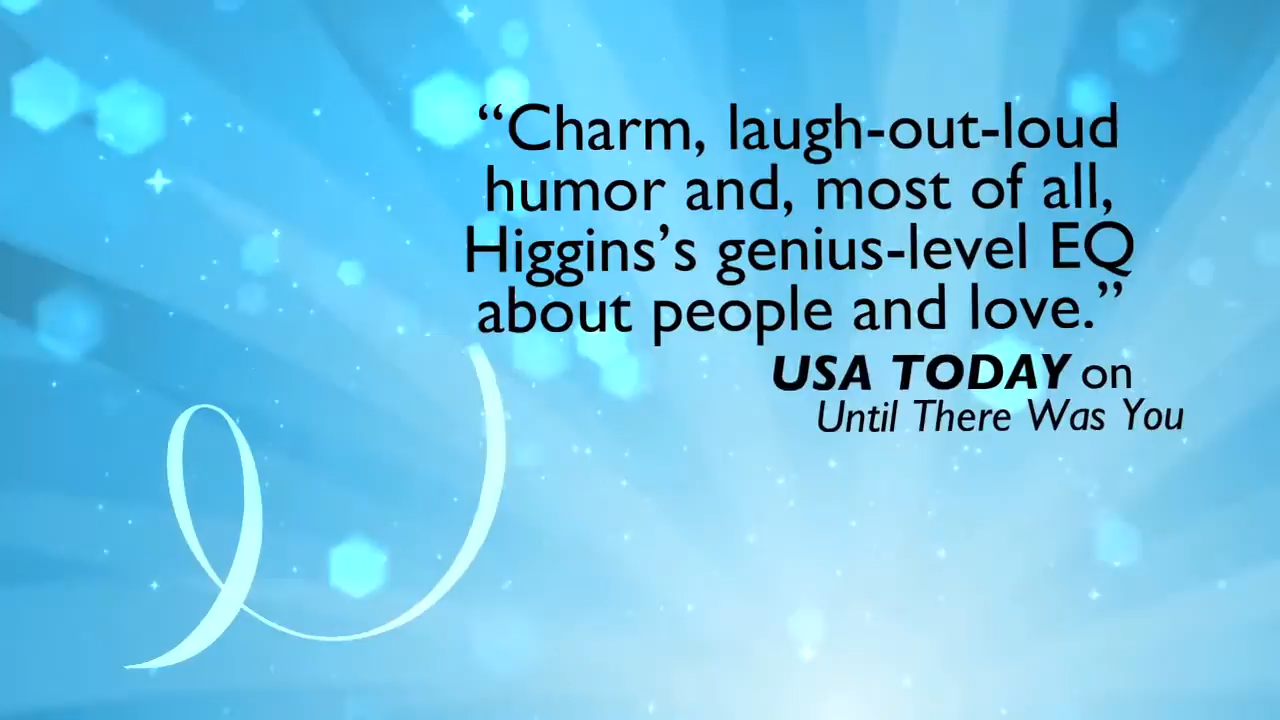 “Charm, laugh-out-loud
humor and, most of all,
Higgins’s genius-level EQ
about people and love.”
USA TODAY on
Until There Was You